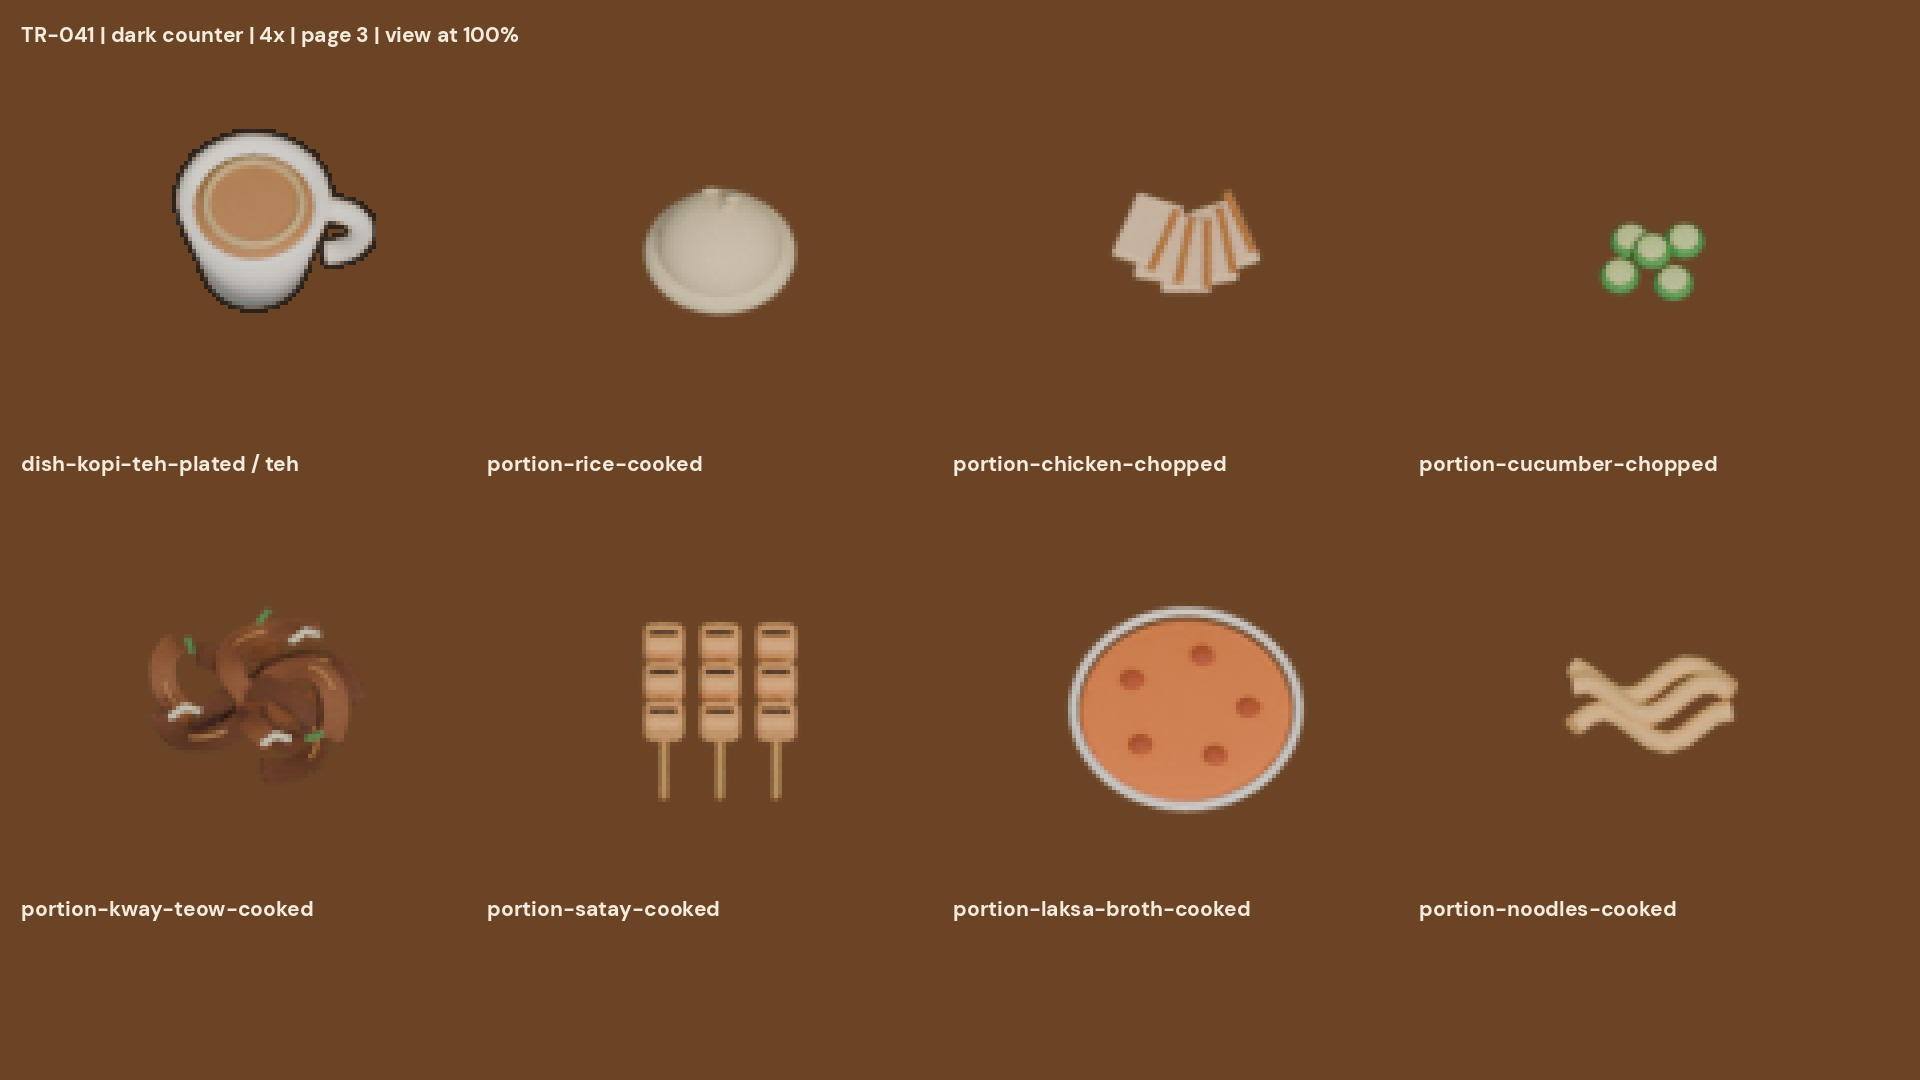 TR-041 | dark counter | 4x | page 3 | view at 100%
dish-kopi-teh-plated / teh
portion-rice-cooked
portion-chicken-chopped
portion-cucumber-chopped
portion-kway-teow-cooked
portion-satay-cooked
portion-laksa-broth-cooked
portion-noodles-cooked